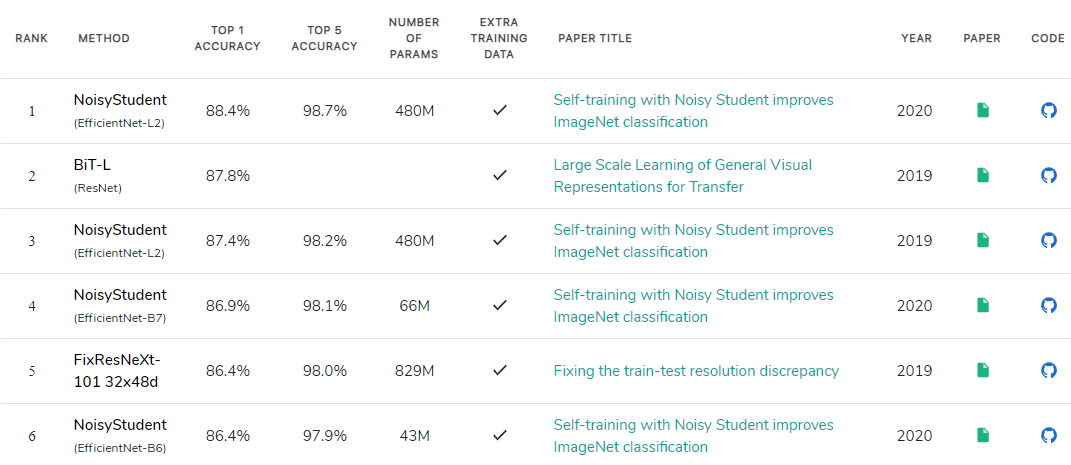 RANK METHOD TOP 1 ACCURACY TOP 5 ACCURACY NUMBER OF PARAMS EXTRA TRAINING DATA PAPER TITLE YEAR PAPER CODE
1 NoisyStudent (EfficientNet-L2) 88.4% 98.7% 480M ✓ Self-training with Noisy Student improves ImageNet classification 2020
2 BiT-L (ResNet) 87.8% ✓ Large Scale Learning of General Visual Representations for Transfer 2019
3 NoisyStudent (EfficientNet-L2) 87.4% 98.2% 480M ✓ Self-training with Noisy Student improves ImageNet classification 2019
4 NoisyStudent (EfficientNet-B7) 86.9% 98.1% 66M ✓ Self-training with Noisy Student improves ImageNet classification 2020
5 FixResNeXt-101 32x48d 86.4% 98.0% 829M ✓ Fixing the train-test resolution discrepancy 2019
6 NoisyStudent (EfficientNet-B6) 86.4% 97.9% 43M ✓ Self-training with Noisy Student improves ImageNet classification 2020